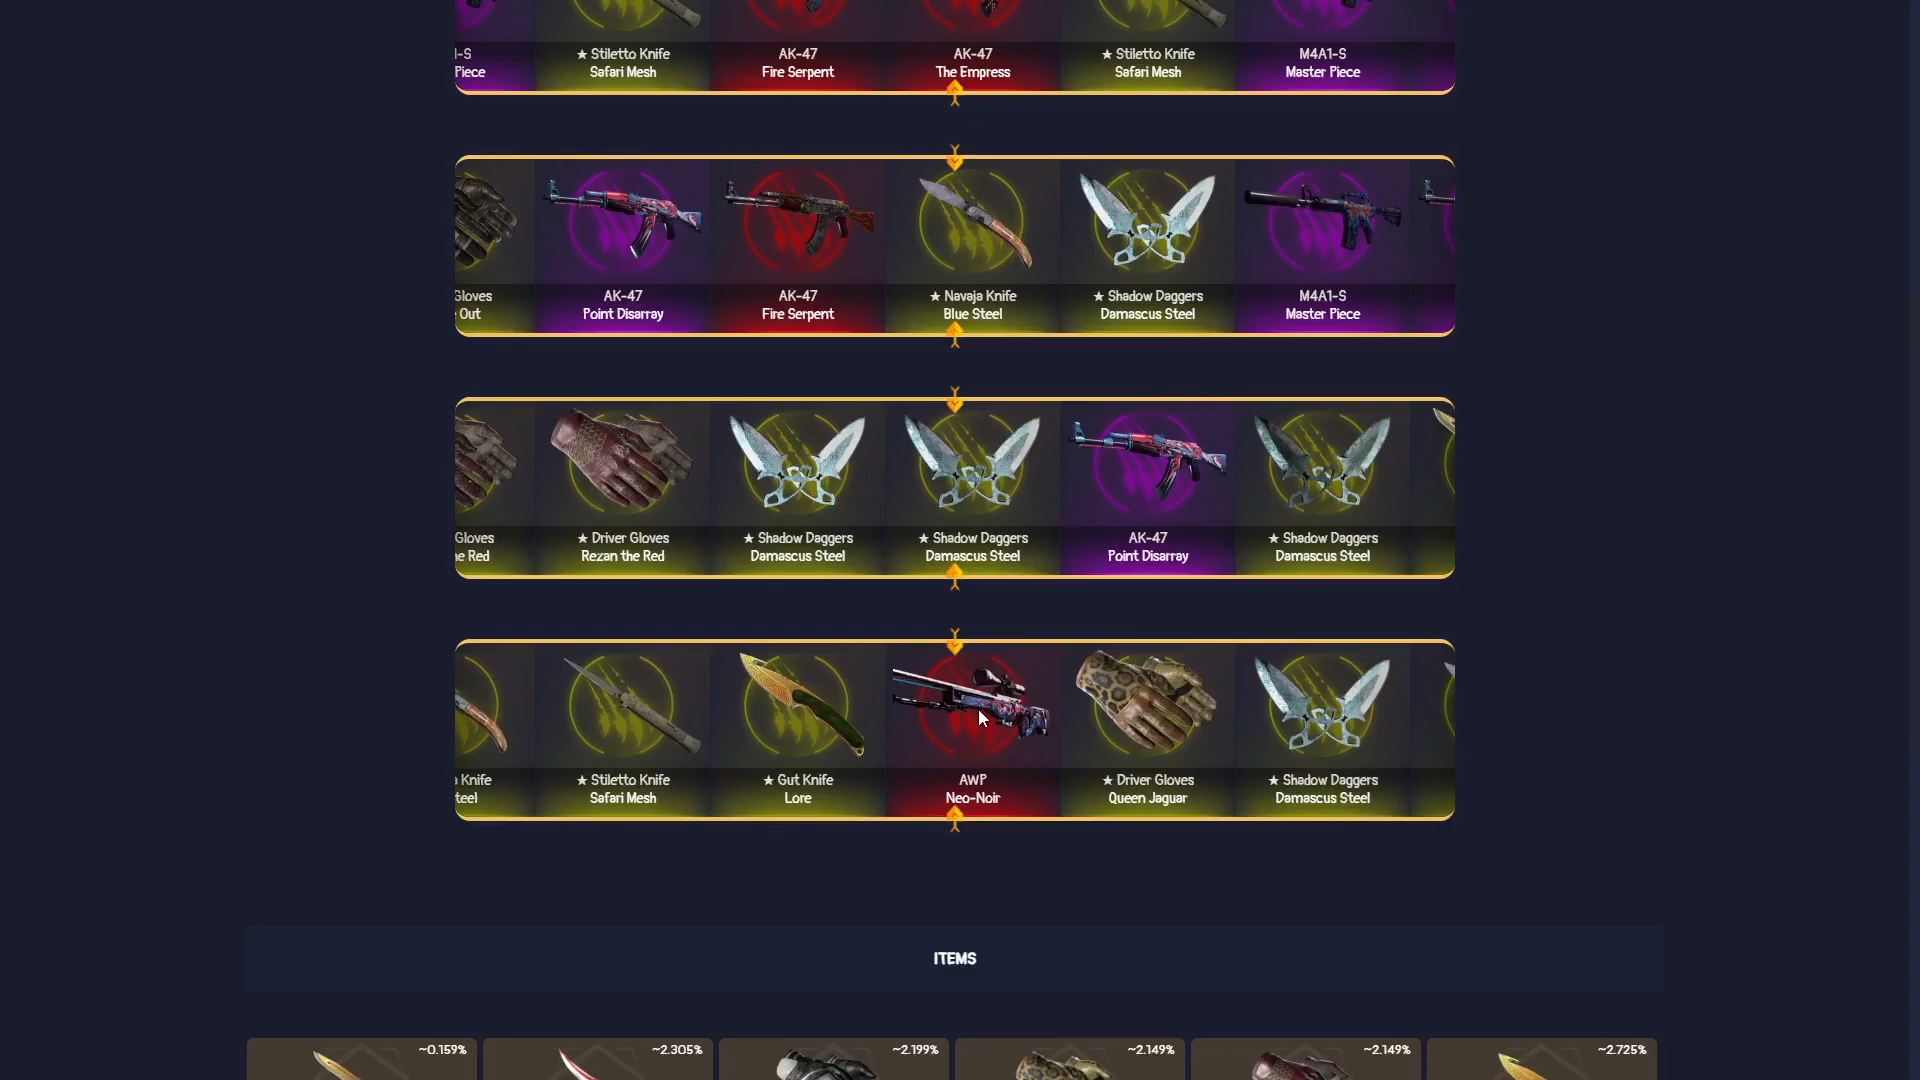 I-S
Piece
★ Stiletto Knife
Safari Mesh
AK-47
Fire Serpent
AK-47
The Empress
★ Stiletto Knife
Safari Mesh
M4A1-S
Master Piece
Gloves
Out
AK-47
Point Disarray
AK-47
Fire Serpent
★ Navaja Knife
Blue Steel
★ Shadow Daggers
Damascus Steel
M4A1-S
Master Piece
Gloves
e Red
★ Driver Gloves
Rezan the Red
★ Shadow Daggers
Damascus Steel
★ Shadow Daggers
Damascus Steel
AK-47
Point Disarray
★ Shadow Daggers
Damascus Steel
a Knife
teel
★ Stiletto Knife
Safari Mesh
★ Gut Knife
Lore
AWP
Neo-Noir
★ Driver Gloves
Queen Jaguar
★ Shadow Daggers
Damascus Steel
ITEMS
~0.159%
~2.305%
~2.199%
~2.149%
~2.149%
~2.725%